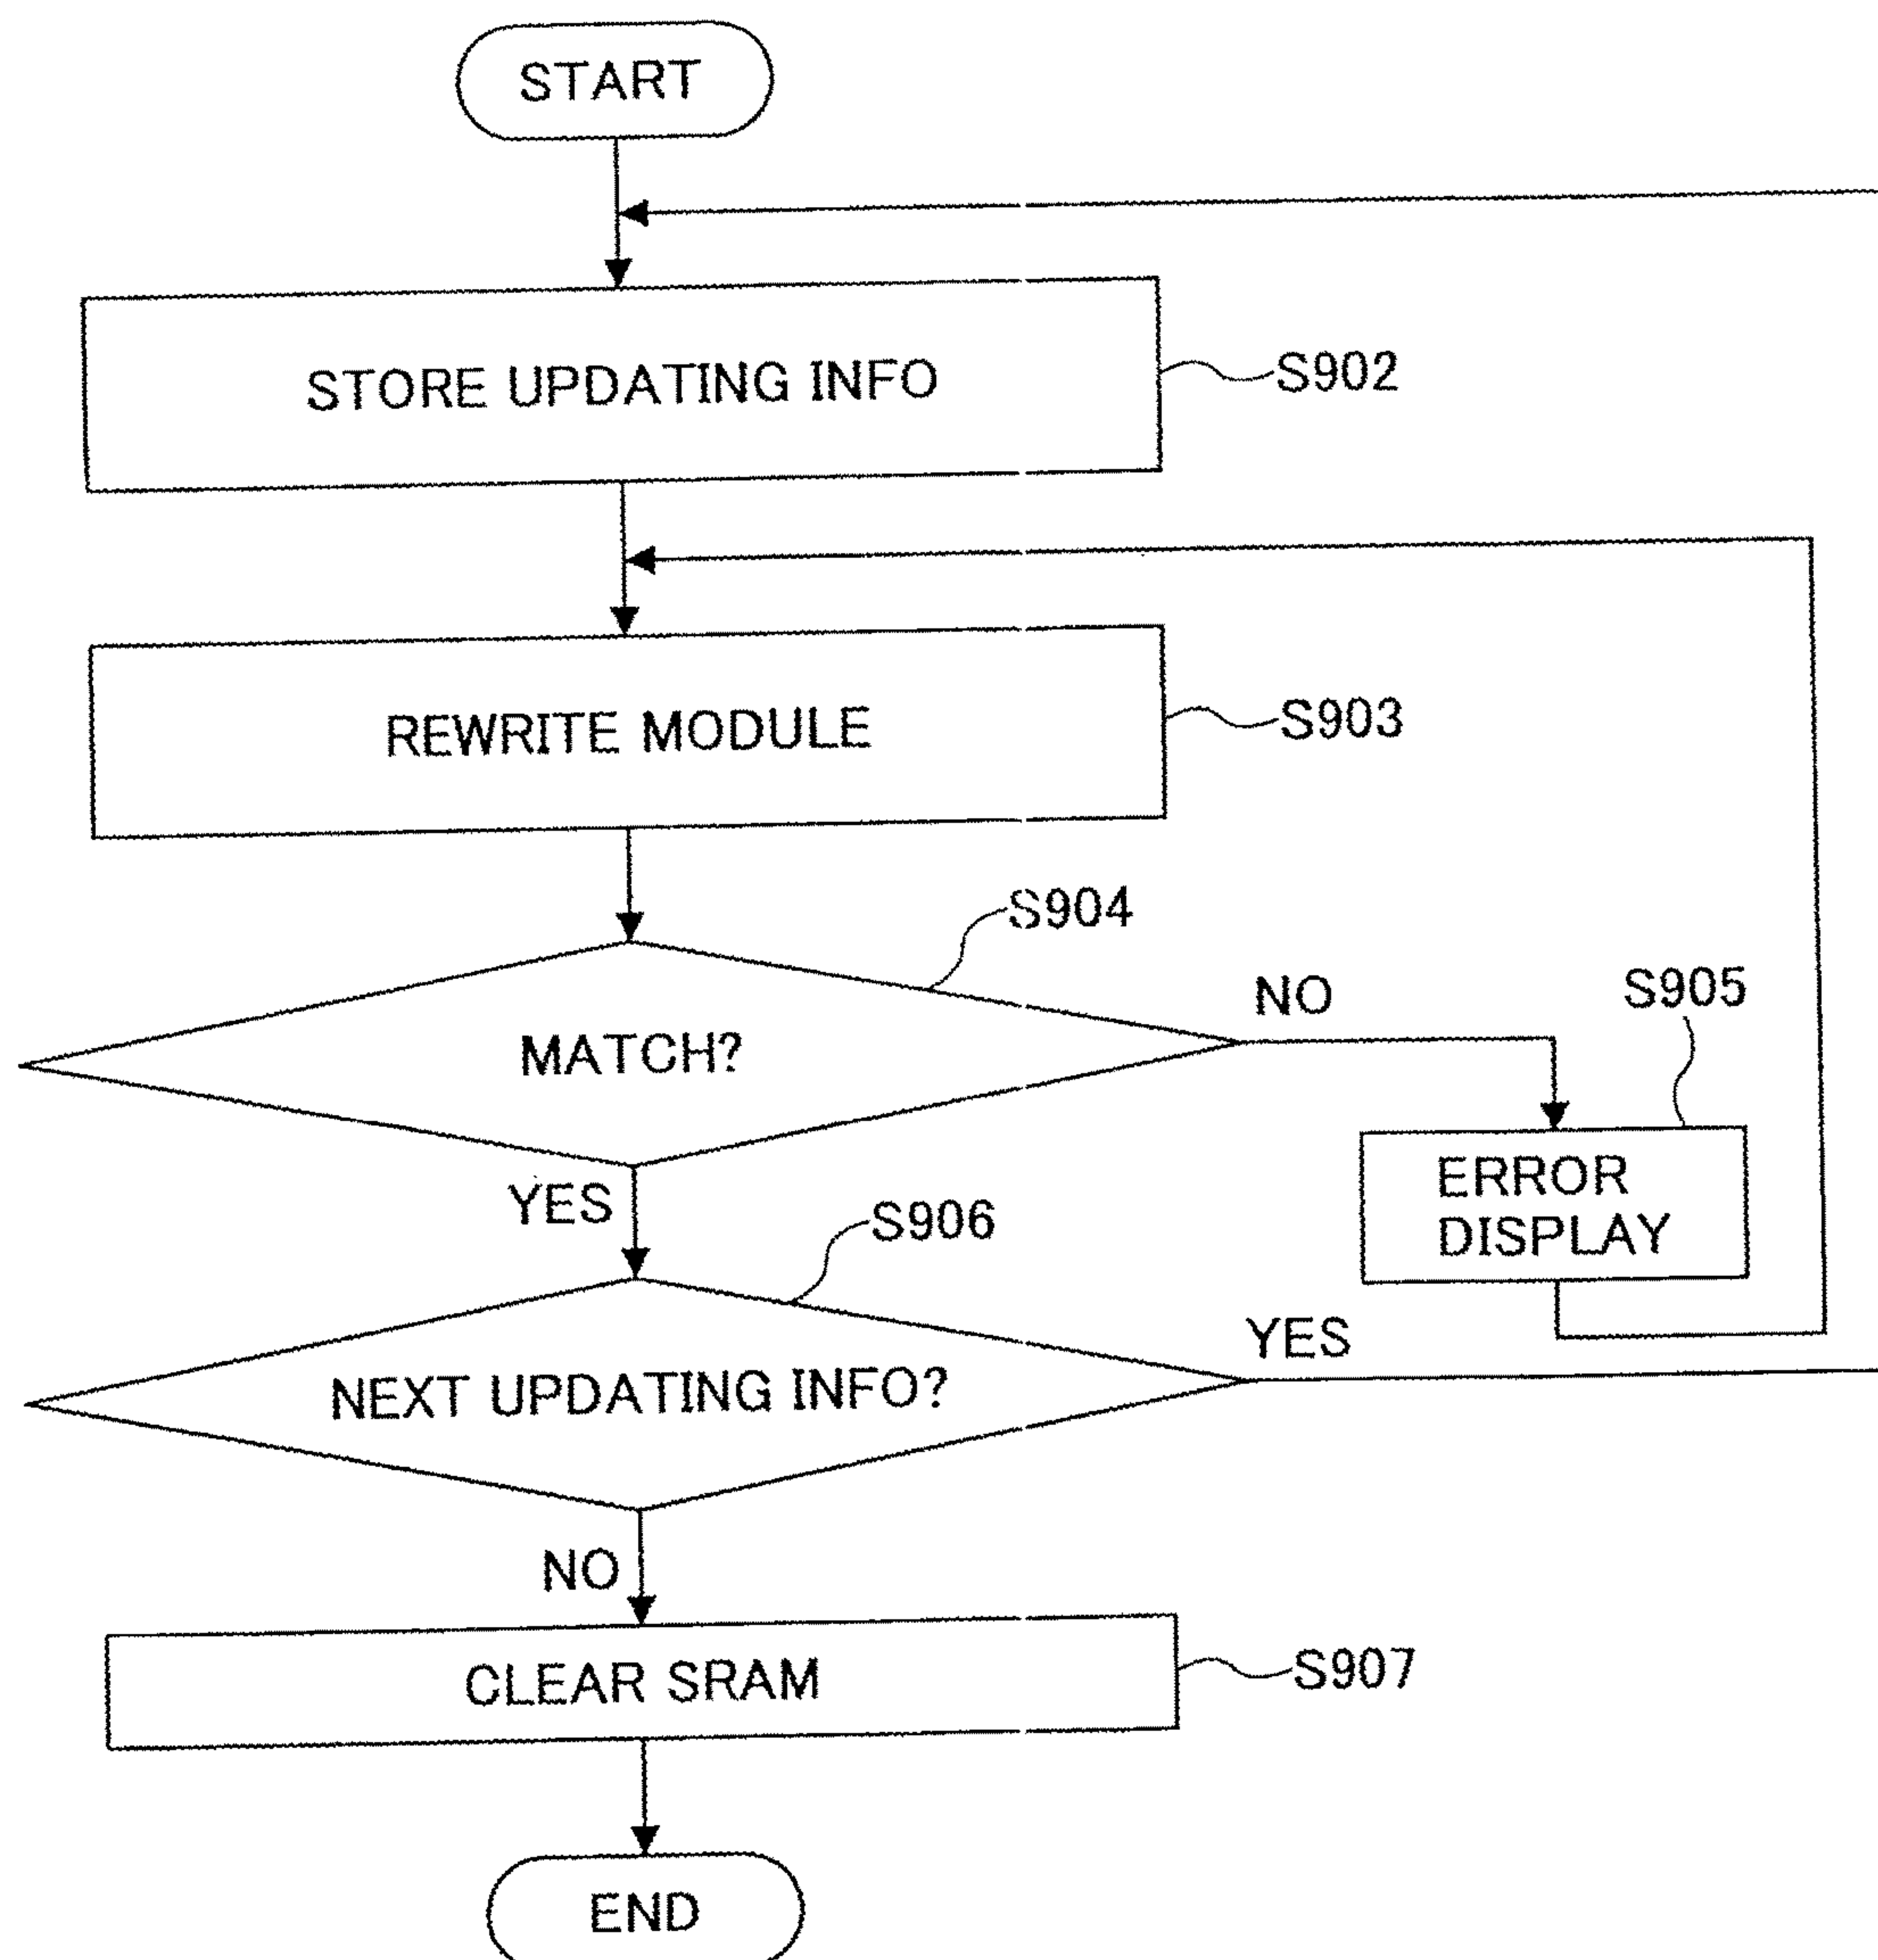 START
STORE UPDATING INFO
S902
REWRITE MODULE
S903
S904
MATCH?
NO
S905
ERROR
DISPLAY
YES
S906
NEXT UPDATING INFO?
YES
NO
CLEAR SRAM
S907
END